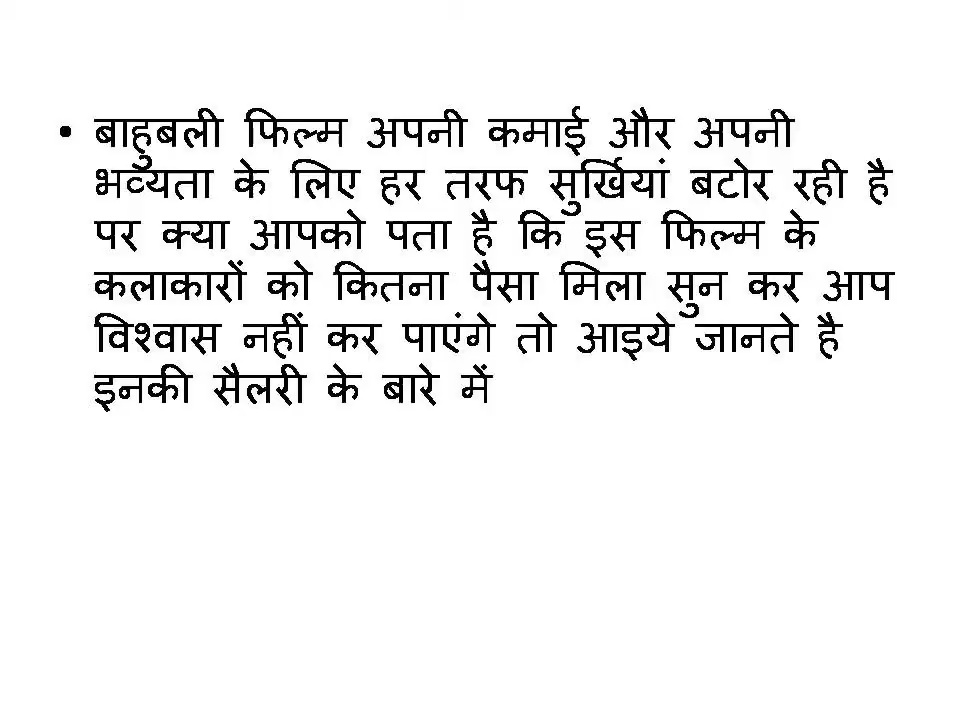 • बाहुबली फिल्म अपनी कमाई और अपनी
भव्यता के लिए हर तरफ सुर्खियां बटोर रही है
पर क्या आपको पता है कि इस फिल्म के
कलाकारों को कितना पैसा मिला सुन कर आप
विश्वास नहीं कर पाएंगे तो आइये जानते है
इनकी सैलरी के बारे में